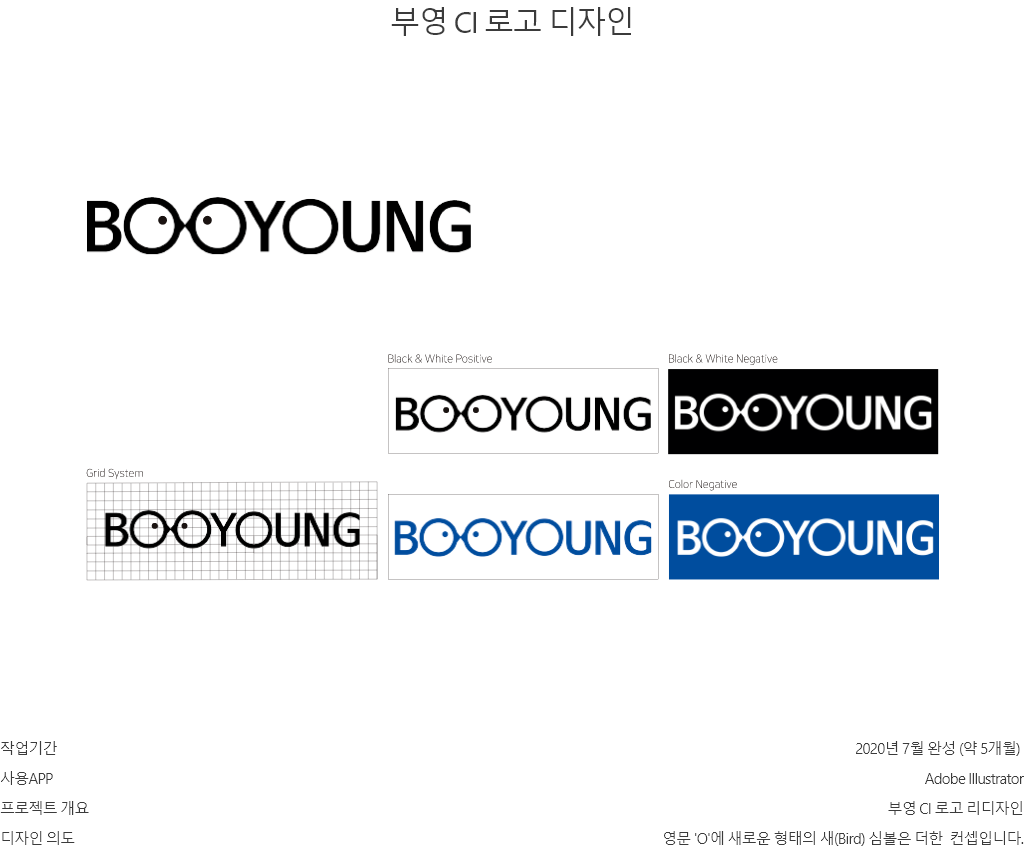 부영 CI 로고 디자인
BOOYOUNG
Black & White Positive
BOOYOUNG
Black & White Negative
BOOYOUNG
Grid System
BOOYOUNG
BOOYOUNG
Color Negative
BOOYOUNG
작업기간 2020년 7월 완성 (약 5개월)
사용APP Adobe Illustrator
프로젝트 개요 부영 CI 로고 리디자인
디자인 의도 영문 'O'에 새로운 형태의 새(Bird) 심볼은 더한 컨셉입니다.